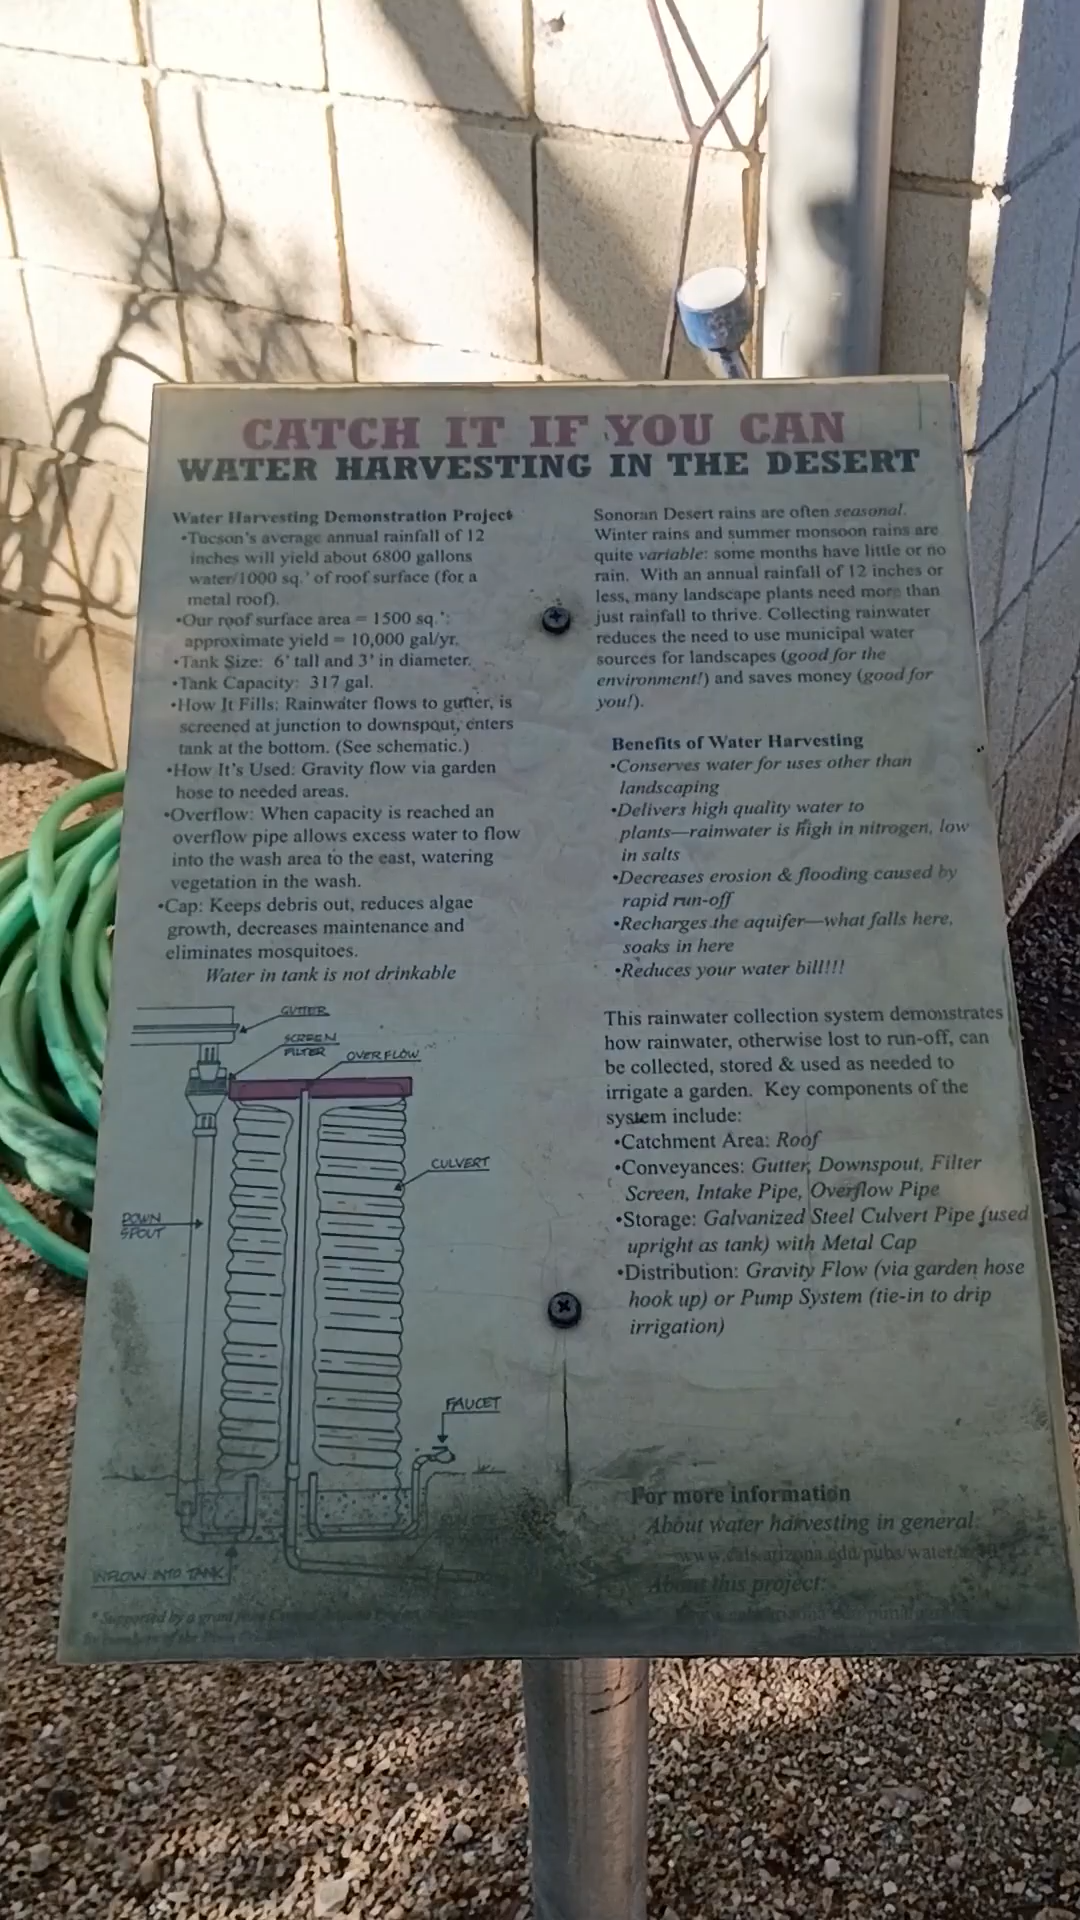 CATCH IT IF YOU CAN
WATER HARVESTING IN THE DESERT
Water Harvesting Demonstration Project
•Tucson's average annual rainfall of 12
inches will yield about 6800 gallons
water/1000 sq.' of roof surface (for a
metal roof).
•Our roof surface area = 1500 sq.':
approximate yield = 10,000 gal/yr.
•Tank Size: 6' tall and 3' in diameter.
•Tank Capacity: 317 gal.
•How It Fills: Rainwater flows to gutter, is
screened at junction to downspout, enters
tank at the bottom. (See schematic.)
•How It's Used: Gravity flow via garden
hose to needed areas.
•Overflow: When capacity is reached an
overflow pipe allows excess water to flow
into the wash area to the east, watering
vegetation in the wash.
•Cap: Keeps debris out, reduces algae
growth, decreases maintenance and
eliminates mosquitoes.
Water in tank is not drinkable
GUTTER
SCREEN
FILTER
OVERFLOW
CULVERT
DOWN
SPOUT
FAUCET
INFLOW INTO TANK
* Supported by a grant from
Sonoran Desert rains are often seasonal.
Winter rains and summer monsoon rains are
quite variable: some months have little or no
rain. With an annual rainfall of 12 inches or
less, many landscape plants need more than
just rainfall to thrive. Collecting rainwater
reduces the need to use municipal water
sources for landscapes (good for the
environment!) and saves money (good for
you!).
Benefits of Water Harvesting
•Conserves water for uses other than
landscaping
•Delivers high quality water to
plants—rainwater is high in nitrogen, low
in salts
•Decreases erosion & flooding caused by
rapid run-off
•Recharges the aquifer—what falls here,
soaks in here
•Reduces your water bill!!!
This rainwater collection system demonstrates
how rainwater, otherwise lost to run-off, can
be collected, stored & used as needed to
irrigate a garden. Key components of the
system include:
•Catchment Area: Roof
•Conveyances: Gutter, Downspout, Filter
Screen, Intake Pipe, Overflow Pipe
•Storage: Galvanized Steel Culvert Pipe (used
upright as tank) with Metal Cap
•Distribution: Gravity Flow (via garden hose
hook up) or Pump System (tie-in to drip
irrigation)
For more information
About water harvesting in general:
www.cals.arizona.edu/pubs/water/
About this project: